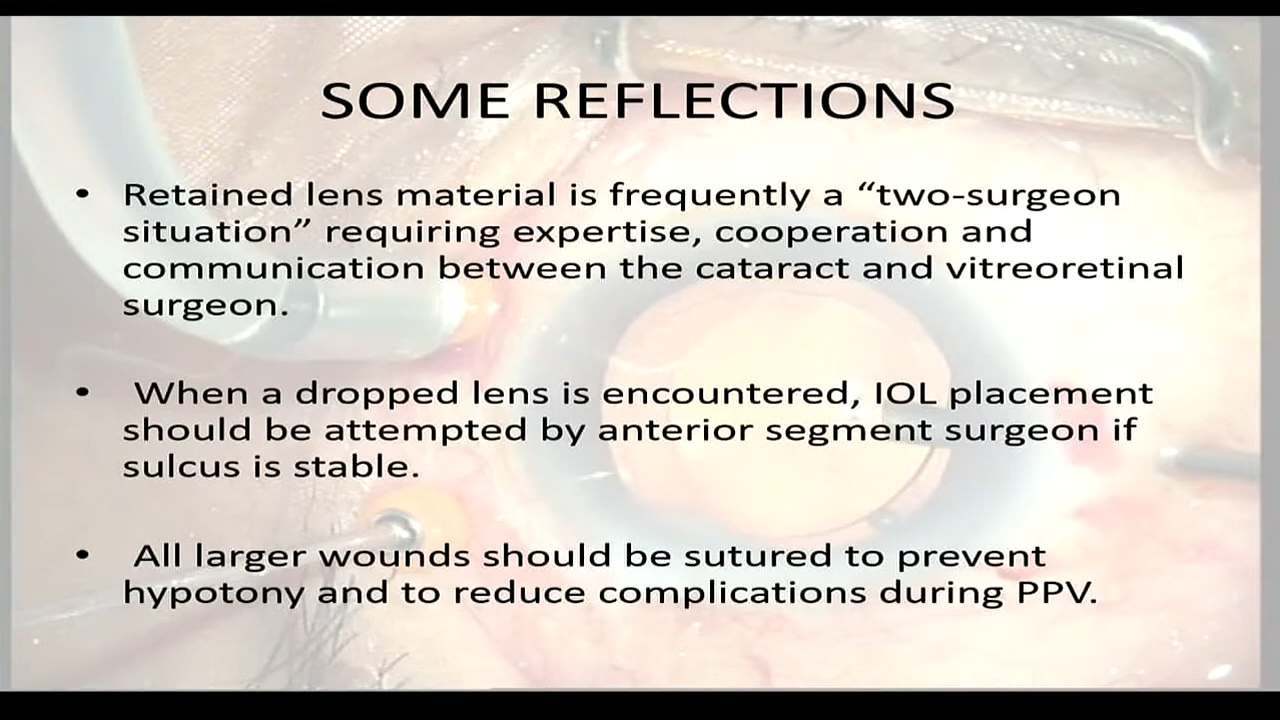 SOME REFLECTIONS
• Retained lens material is frequently a “two-surgeon
situation” requiring expertise, cooperation and
communication between the cataract and vitreoretinal
surgeon.
• When a dropped lens is encountered, IOL placement
should be attempted by anterior segment surgeon if
sulcus is stable.
• All larger wounds should be sutured to prevent
hypotony and to reduce complications during PPV.